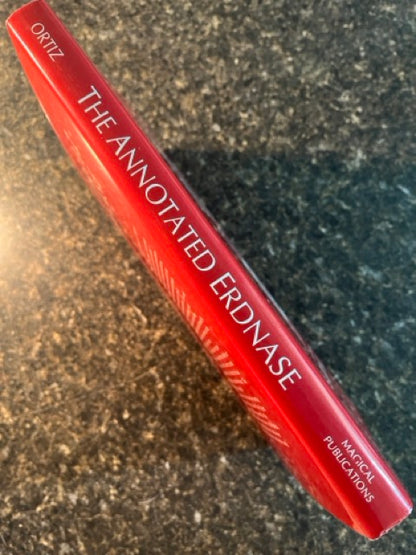 ORTIZ
THE ANNOTATED ERDNASE
MAGICAL
PUBLICATIONS